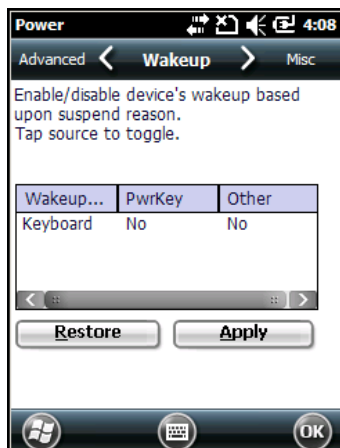 Power 4:08
Advanced Wakeup Misc
Enable/disable device's wakeup based
upon suspend reason.
Tap source to toggle.
Wakeup... PwrKey Other
Keyboard No No
Restore Apply
OK